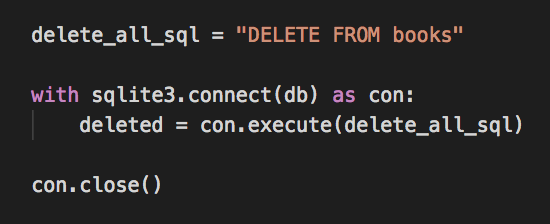 delete_all_sql = "DELETE FROM books"
with sqlite3.connect(db) as con:
    deleted = con.execute(delete_all_sql)
con.close()